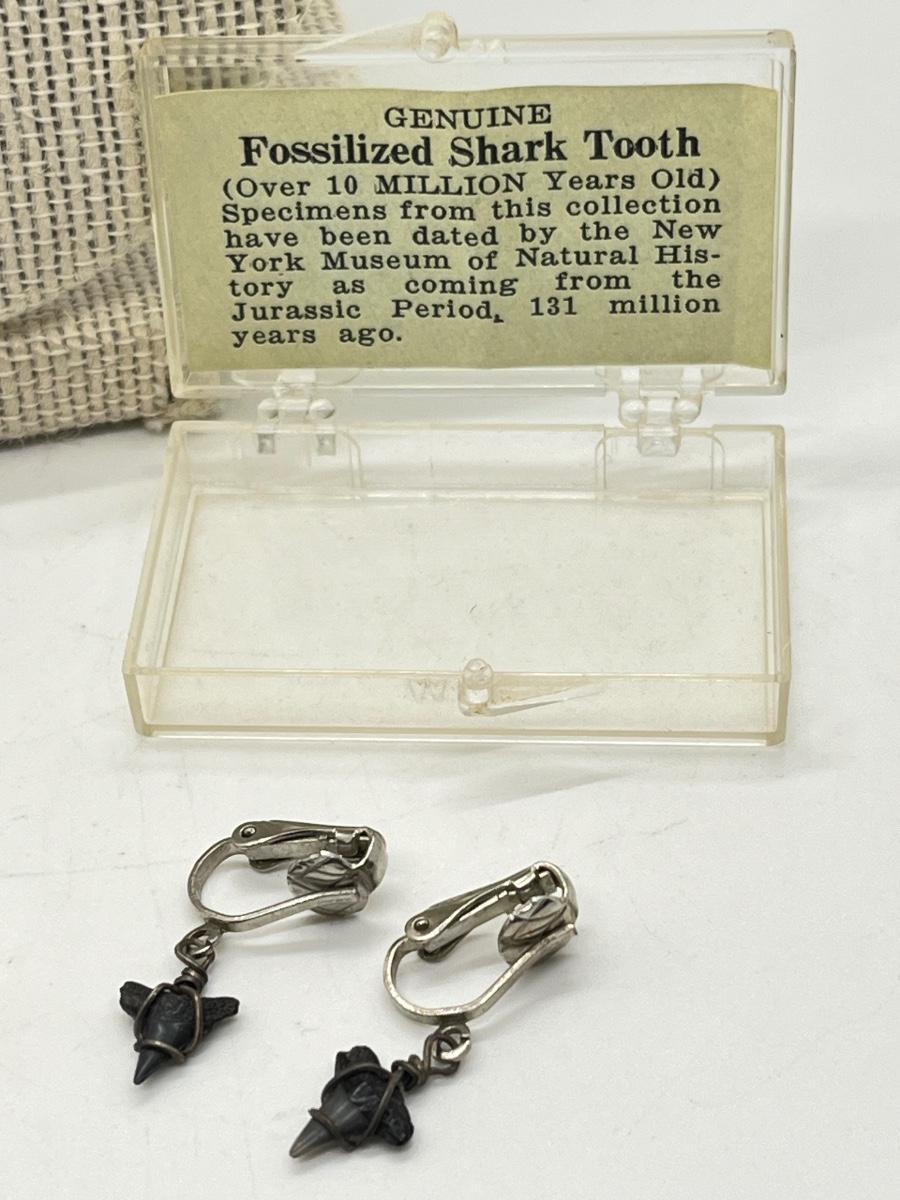 GENUINE
Fossilized Shark Tooth
(Over 10 MILLION Years Old)
Specimens from this collection
have been dated by the New
York Museum of Natural His-
tory as coming from the
Jurassic Period, 131 million
years ago.